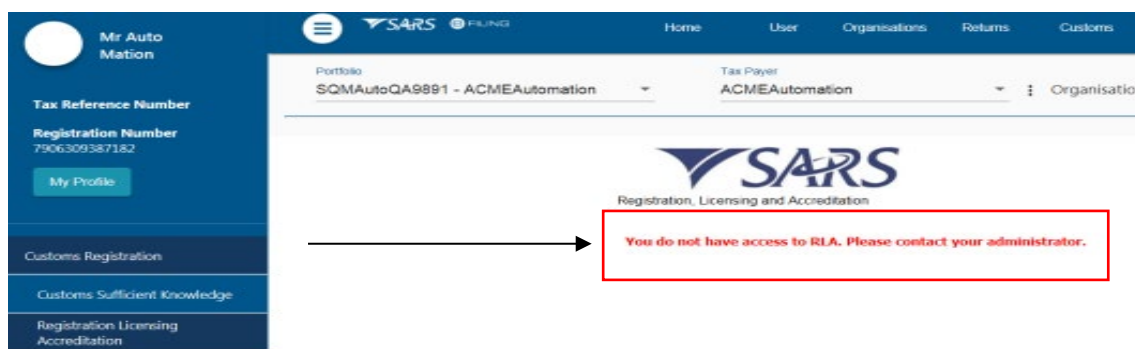 Mr Auto
Mation
Tax Reference Number
Registration Number
7906309387182
My Profile
Customs Registration
Customs Sufficient Knowledge
Registration Licensing
Accreditation
SARS eFILING
Home User Organisations Returns Customs
Portfolio
SQMAutoQA9891 - ACMEAutomation
Tax Payer
ACMEAutomation
Organisatio
SARS
Registration, Licensing and Accreditation
You do not have access to RLA. Please contact your administrator.